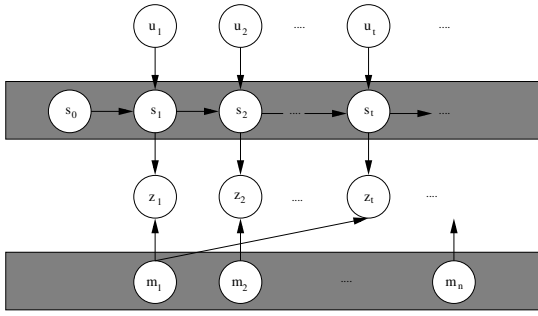 u1 u2 .... ut ....
s0 s1 s2 .... st ....
z1 z2 .... zt ....
m1 m2 .... mn